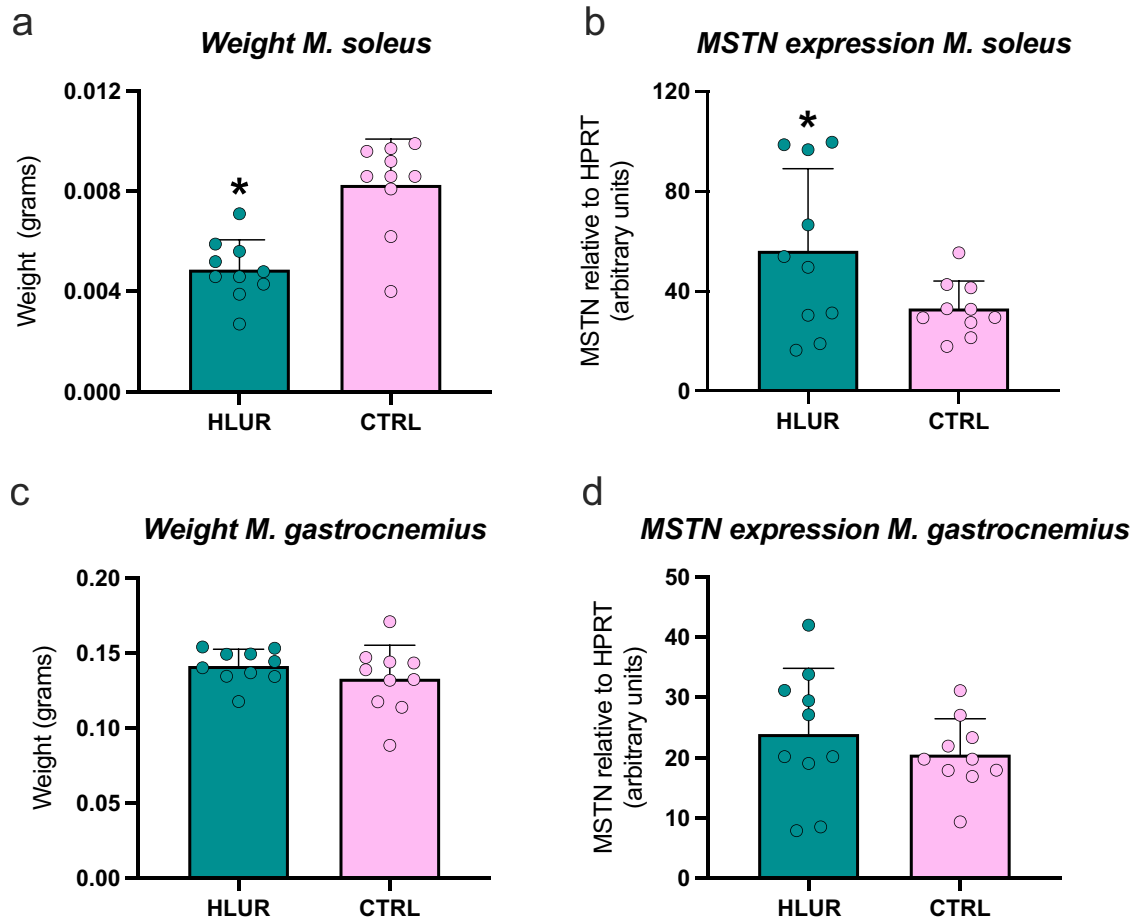 a
Weight M. soleus
Weight (grams)
0.012
0.008
0.004
0.000
*
HLUR
CTRL
b
MSTN expression M. soleus
MSTN relative to HPRT
(arbitrary units)
120
80
40
0
*
HLUR
CTRL
c
Weight M. gastrocnemius
Weight (grams)
0.20
0.15
0.10
0.05
0.00
HLUR
CTRL
d
MSTN expression M. gastrocnemius
MSTN relative to HPRT
(arbitrary units)
50
40
30
20
10
0
HLUR
CTRL